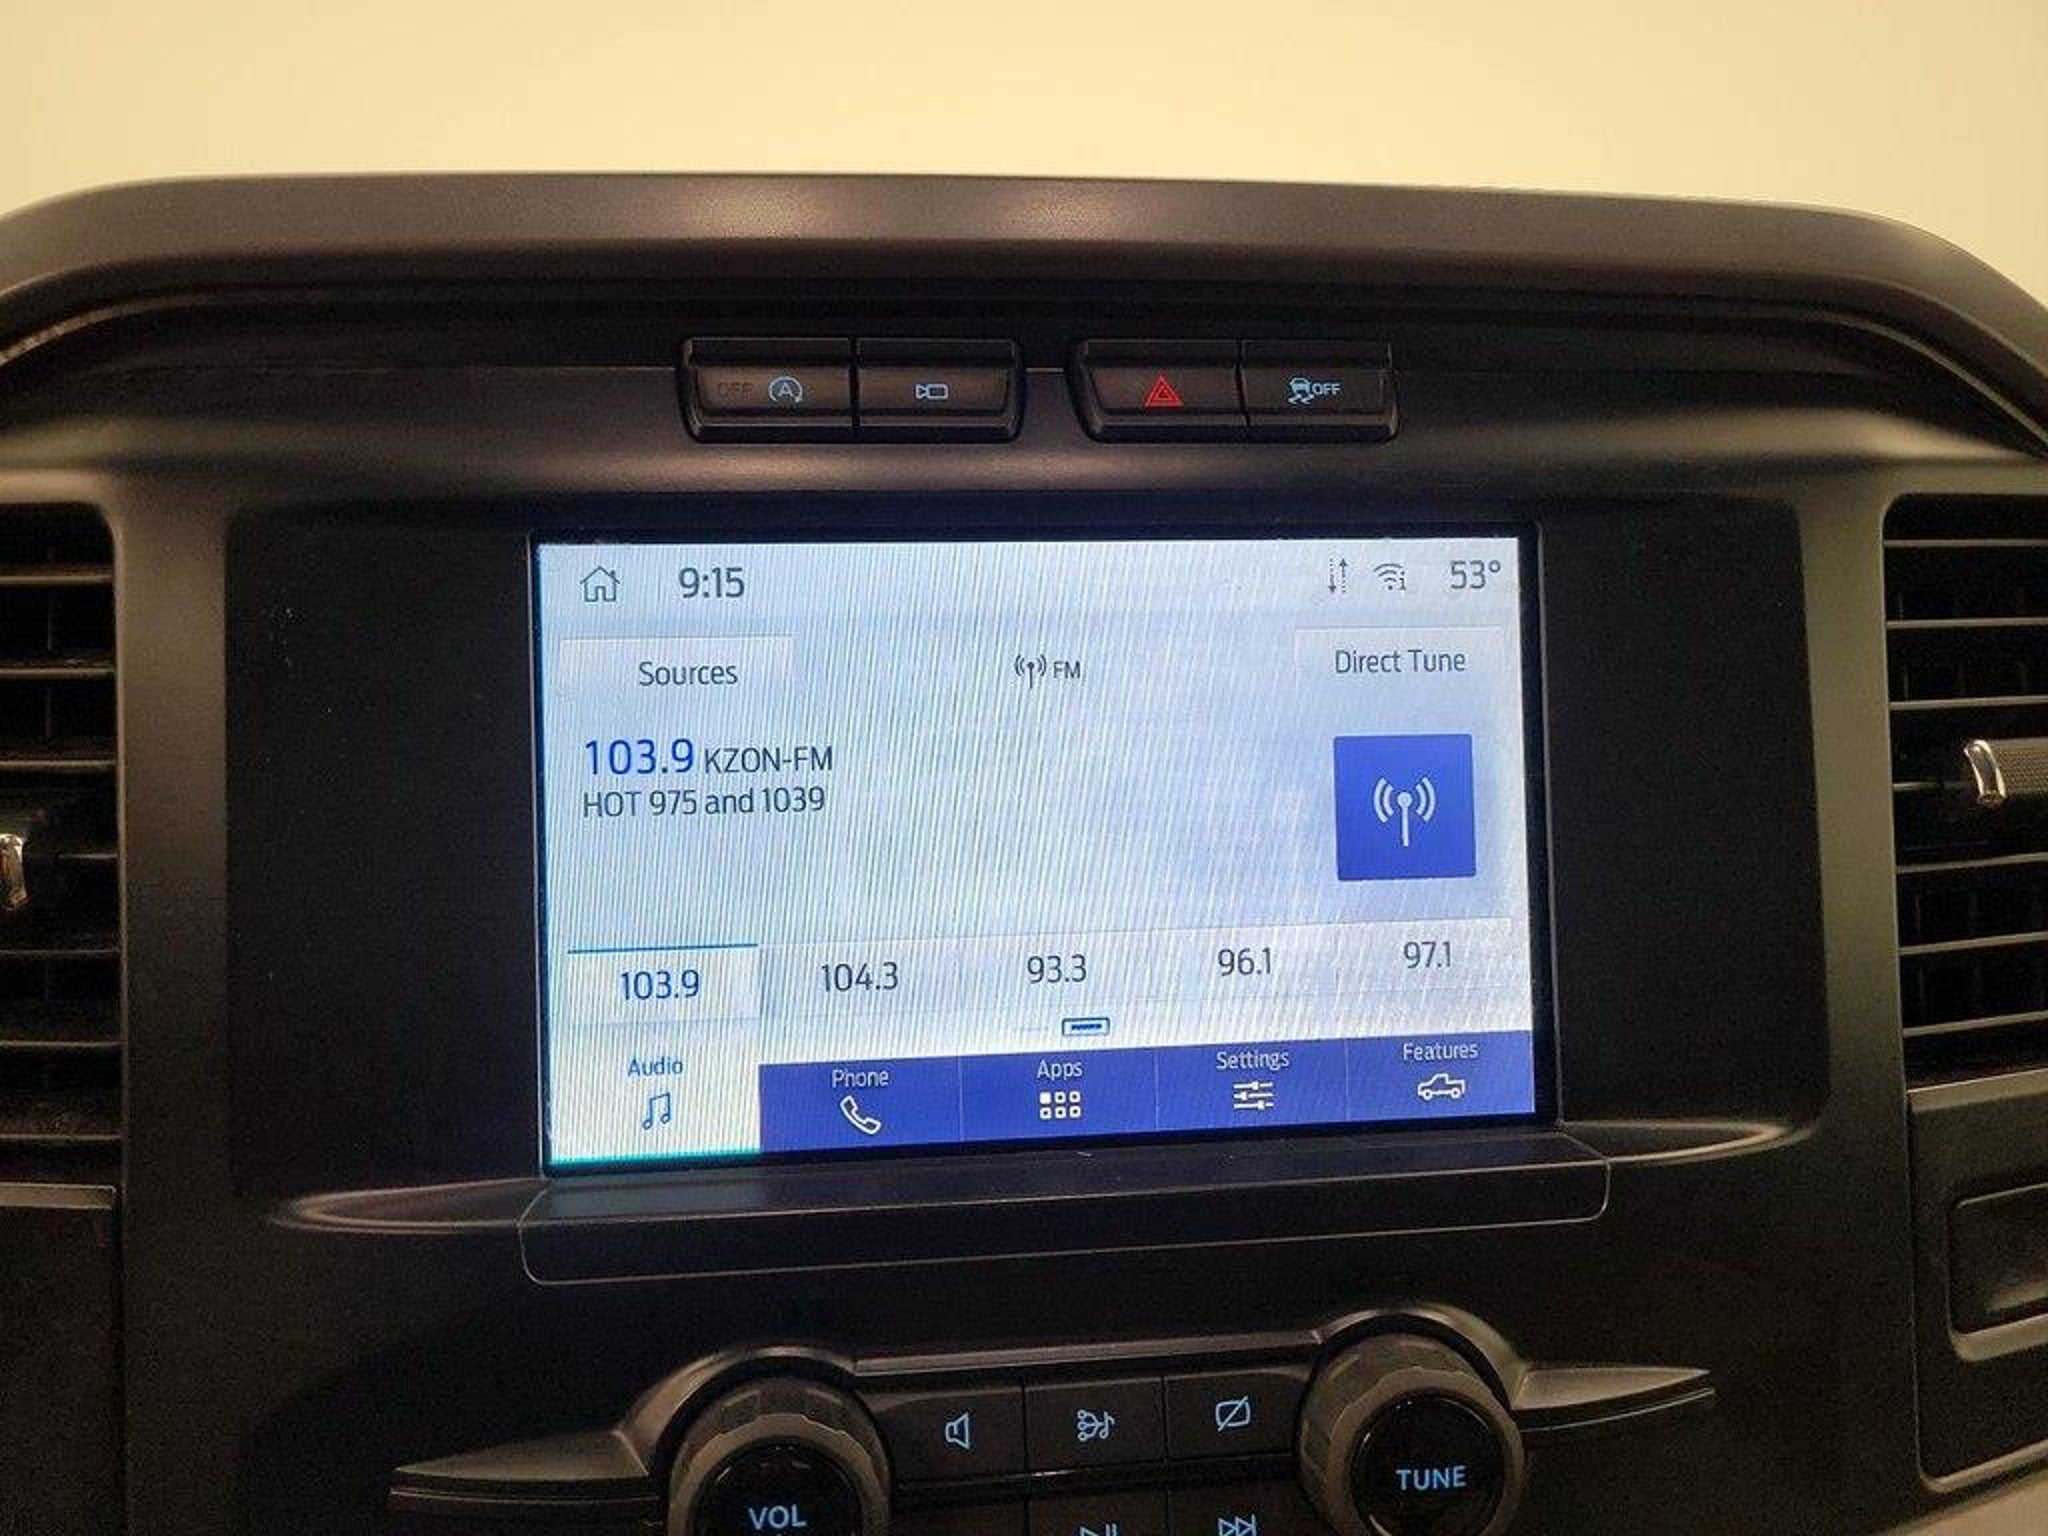 OFF A
OFF
9:15 53°
Sources FM Direct Tune
103.9 KZON-FM
HOT 975 and 1039
103.9 104.3 93.3 96.1 97.1
Audio Phone Apps Settings Features
VOL TUNE